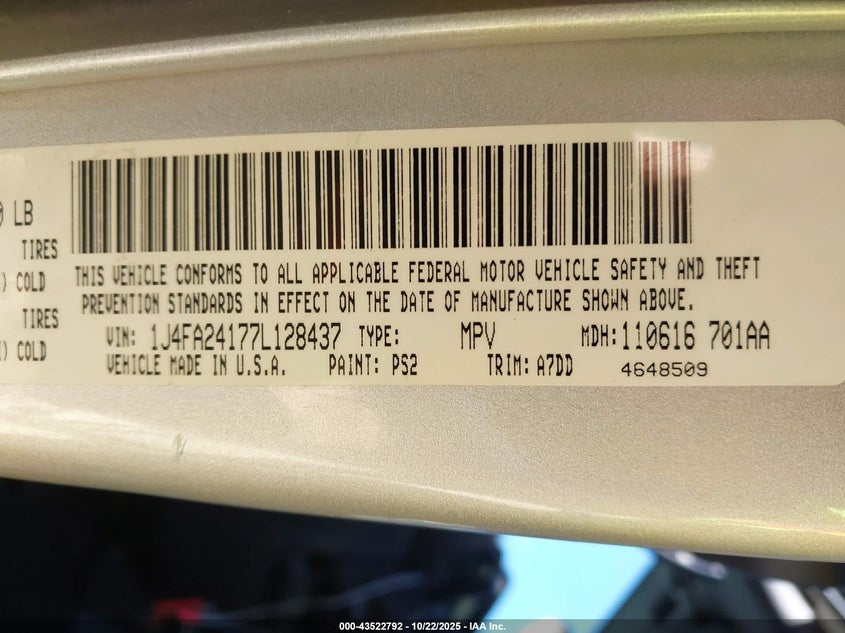 LB
TIRES
COLD
TIRES
COLD
THIS VEHICLE CONFORMS TO ALL APPLICABLE FEDERAL MOTOR VEHICLE SAFETY AND THEFT
PREVENTION STANDARDS IN EFFECT ON THE DATE OF MANUFACTURE SHOWN ABOVE.
VIN: 1J4FA24177L128437 TYPE: MPV MDH:110616 701AA
VEHICLE MADE IN U.S.A. PAINT: PS2 TRIM: A7DD 4648509
000-43522792 - 10/22/2025 - IAA Inc.